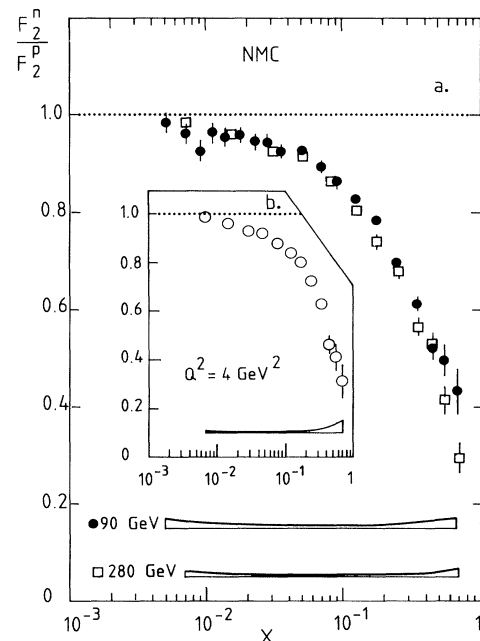 F₂ⁿ
F₂ᵖ
NMC
a.
1.0
0.8
0.6
0.4
0.2
0
b.
1.0
0.8
0.6
0.4
0.1
0
Q² = 4 GeV²
10⁻³ 10⁻² 10⁻¹ 1
90 GeV
280 GeV
10⁻³ 10⁻² 10⁻¹ 1
X